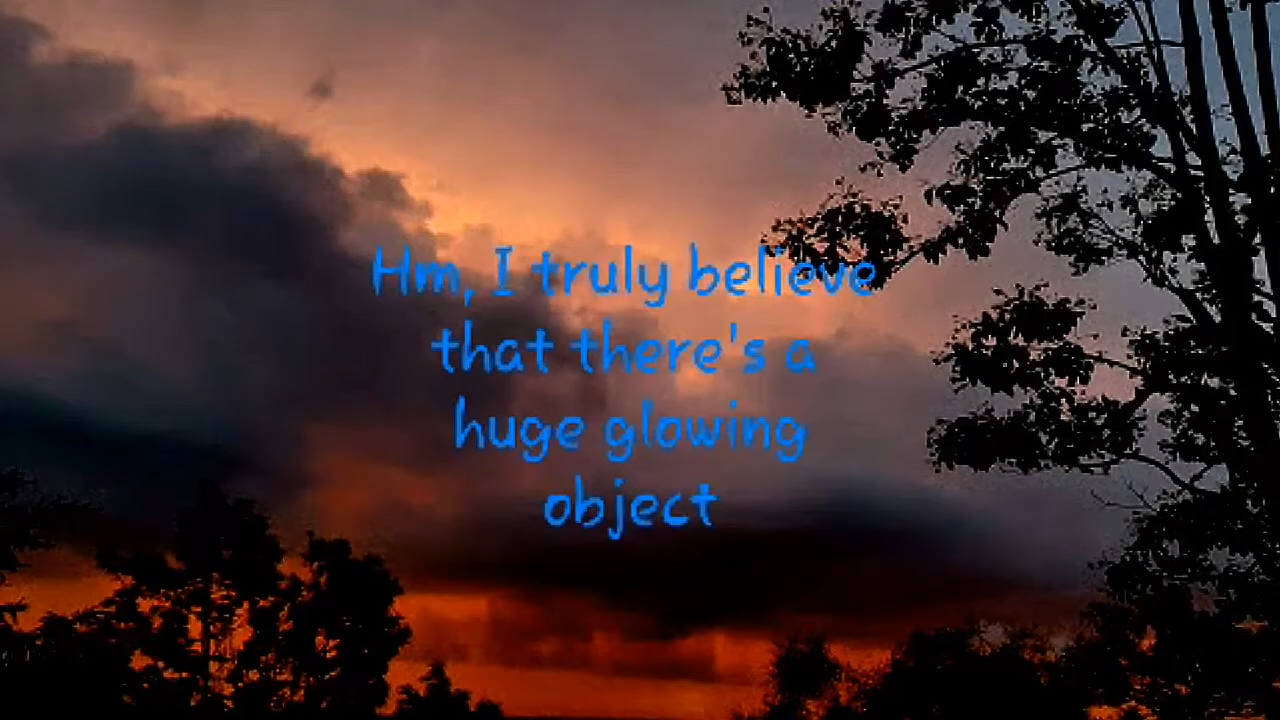 Hm, I truly believe
that there's a
huge glowing
object